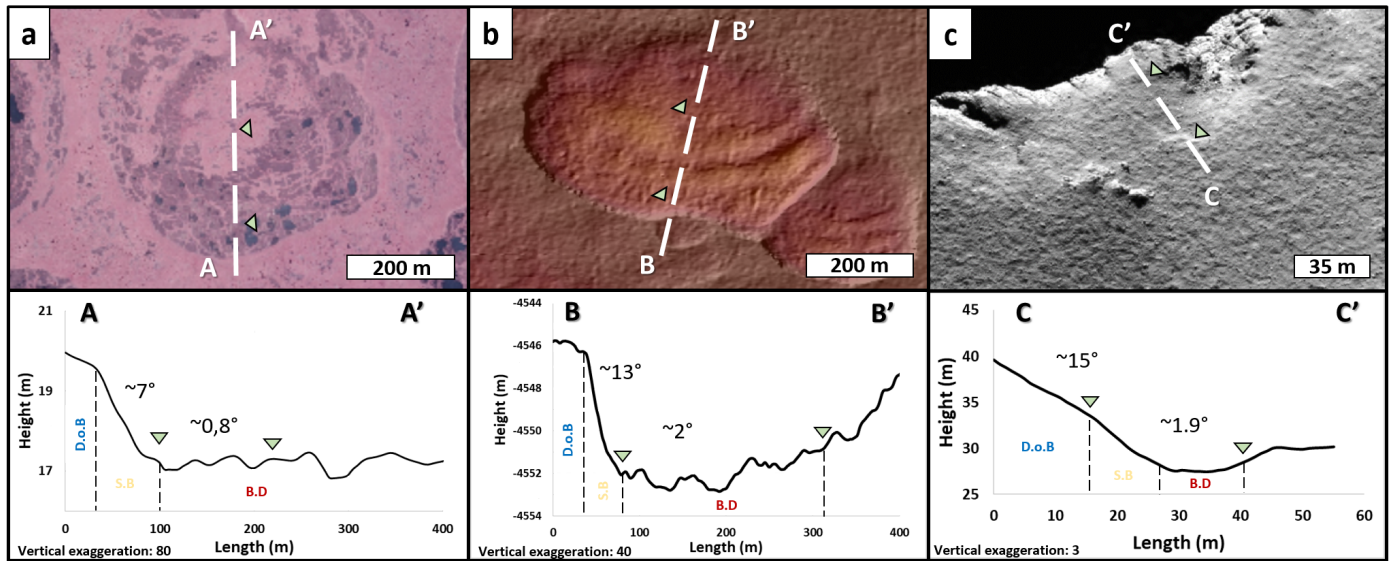 a
A'
A
200 m
b
B'
B
200 m
c
C'
C
35 m
A
A'
Height (m)
21
19
17
~7°
~0,8°
D.o.B
S.B
B.D
0
100
200
300
400
Vertical exaggeration: 80
Length (m)
B
B'
Height (m)
-4544
-4546
-4548
-4550
-4552
-4554
~13°
~2°
D.o.B
S.B
B.D
0
100
200
300
400
Vertical exaggeration: 40
Length (m)
C
C'
Height (m)
45
40
35
30
25
~15°
~1.9°
D.o.B
S.B
B.D
0
10
20
30
40
50
60
Vertical exaggeration: 3
Length (m)